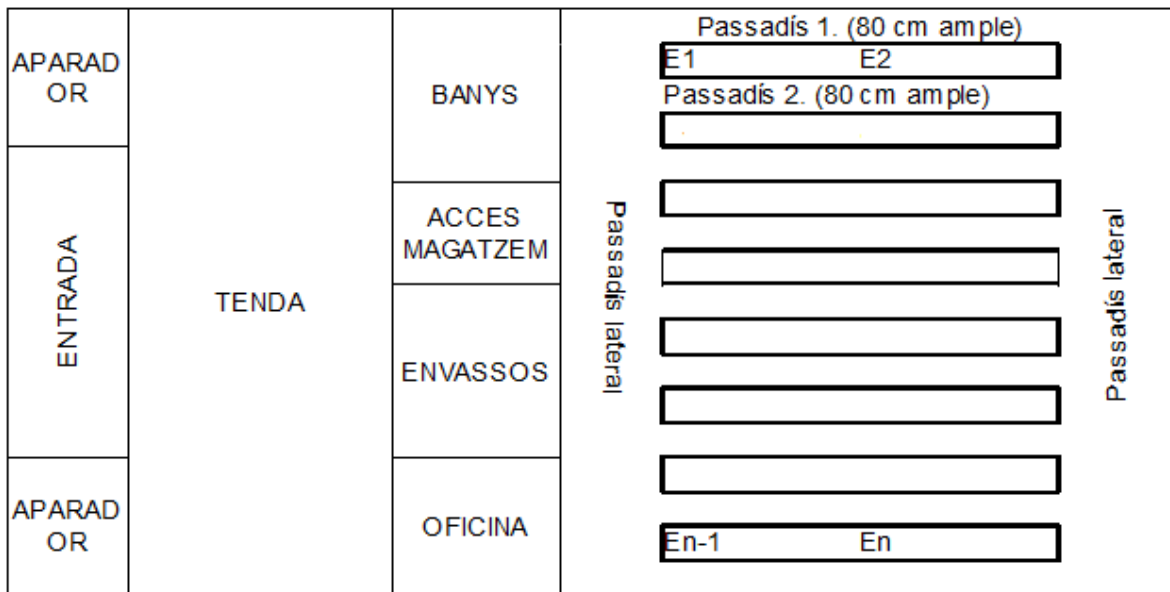 APARAD
OR
ENTRADA
APARAD
OR
TENDA
BANYS
ACCES
MAGATZEM
ENVASSOS
OFICINA
Passadís lateral
Passadís 1. (80 cm ample)
E1 E2
Passadís 2. (80 cm ample)
En-1 En
Passadís lateral